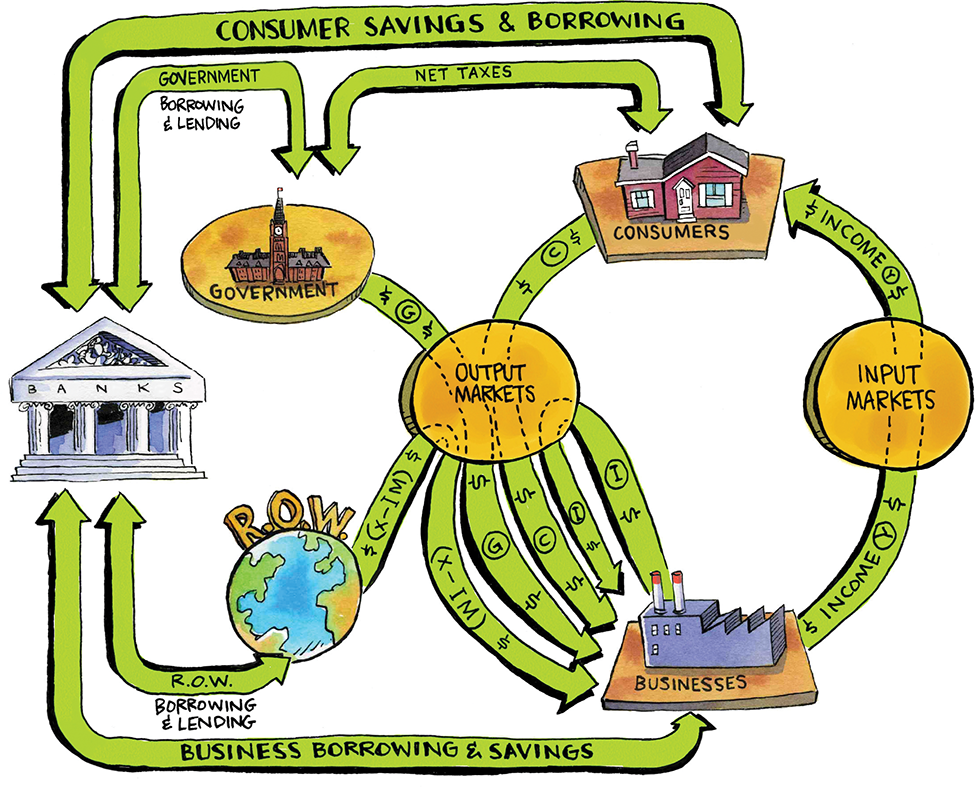 CONSUMER SAVINGS & BORROWING
GOVERNMENT
BORROWING
& LENDING
NET TAXES
CONSUMERS
GOVERNMENT
$ G $
$ C $
$ INCOME Y $
BANKS
OUTPUT
MARKETS
INPUT
MARKETS
R.O.W.
$ (X-IM) $
(X-IM) $
$ G $
$ C $
I $
I $
$ INCOME Y $
BUSINESSES
R.O.W.
BORROWING
& LENDING
BUSINESS BORROWING & SAVINGS